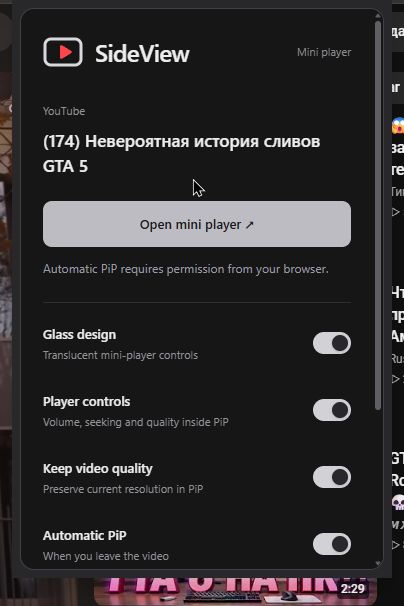 SideView
Mini player
YouTube
(174) Невероятная история сливов
GTA 5
Open mini player ↗
Automatic PiP requires permission from your browser.
Glass design
Translucent mini-player controls
Player controls
Volume, seeking and quality inside PiP
Keep video quality
Preserve current resolution in PiP
Automatic PiP
When you leave the video
2:29